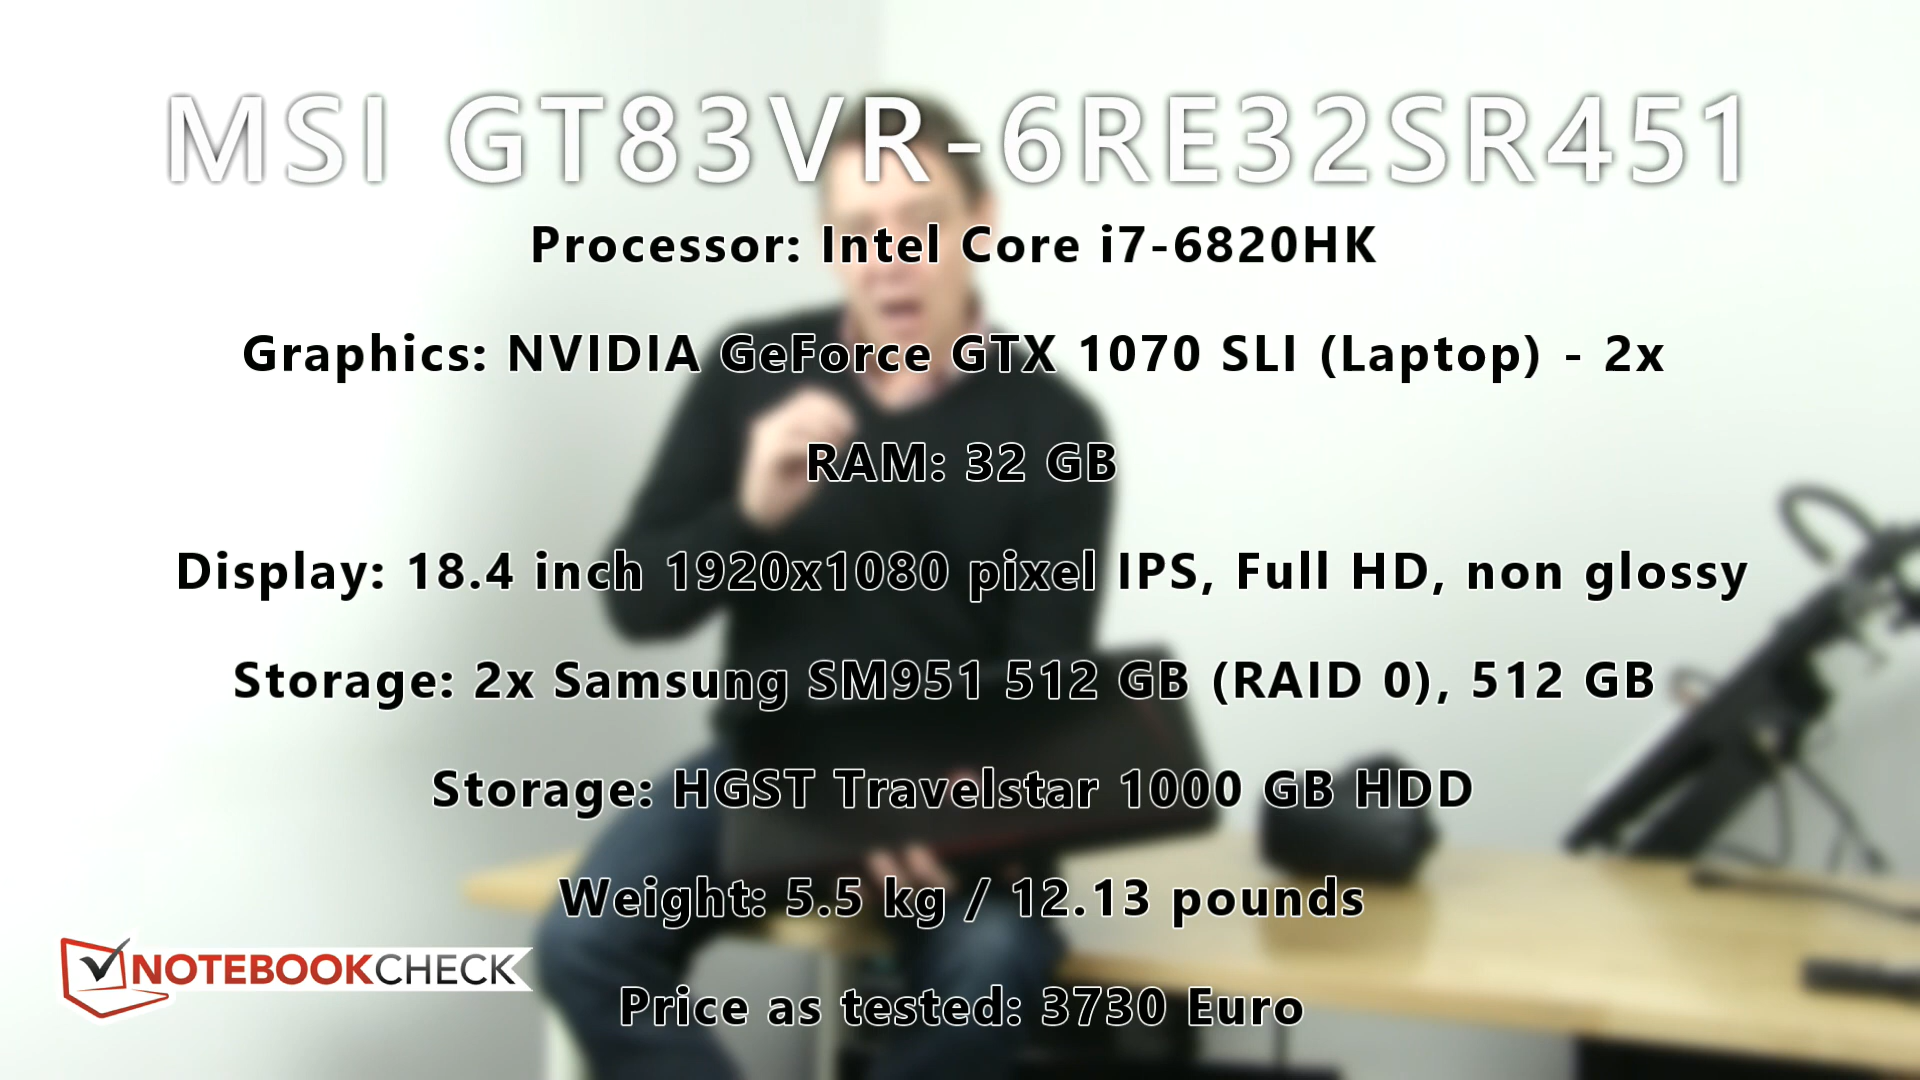 MSI GT83VR-6RE32SR451
Processor: Intel Core i7-6820HK
Graphics: NVIDIA GeForce GTX 1070 SLI (Laptop) - 2x
RAM: 32 GB
Display: 18.4 inch 1920x1080 pixel IPS, Full HD, non glossy
Storage: 2x Samsung SM951 512 GB (RAID 0), 512 GB
Storage: HGST Travelstar 1000 GB HDD
Weight: 5.5 kg / 12.13 pounds
NOTEBOOKCHECK
Price as tested: 3730 Euro